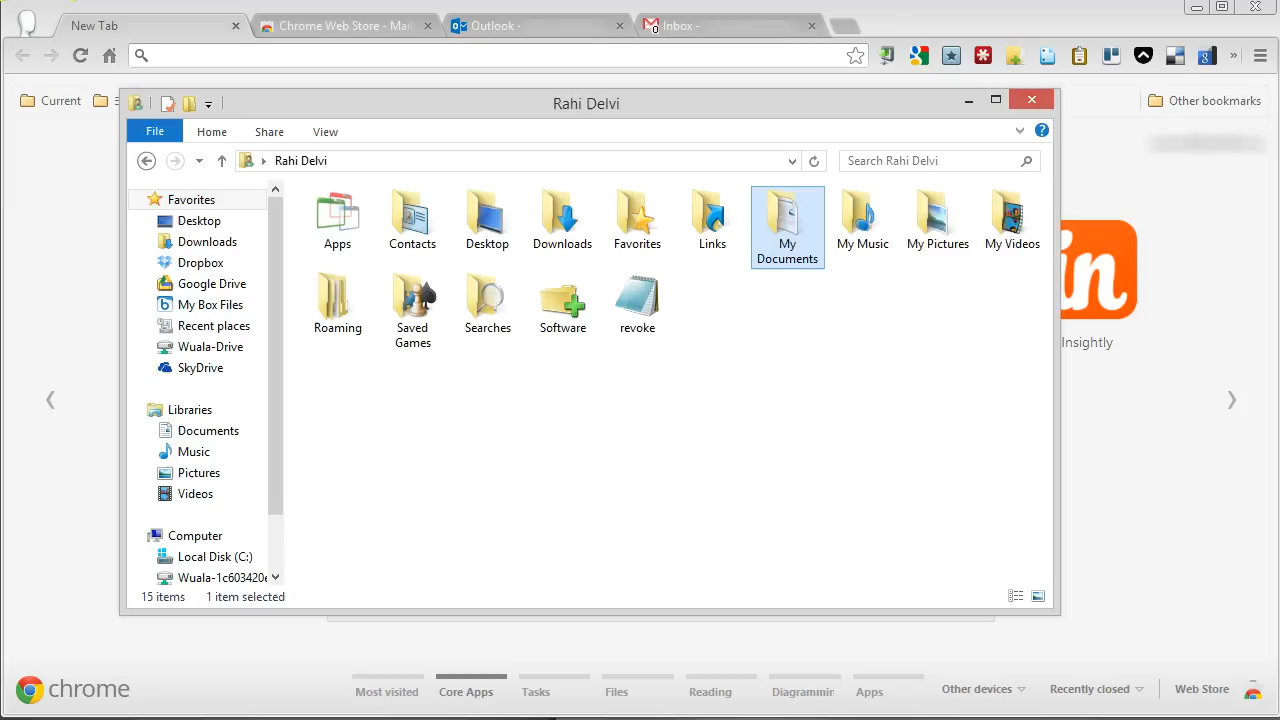 New Tab
Chrome Web Store - Mail
Outlook -
Inbox -
0
Current
Other bookmarks
Rahi Delvi
File
Home
Share
View
Rahi Delvi
Search Rahi Delvi
Favorites
Desktop
Downloads
Dropbox
Google Drive
My Box Files
Recent places
Wuala-Drive
SkyDrive
Libraries
Documents
Music
Pictures
Videos
Computer
Local Disk (C:)
Wuala-1c603420
Apps
Contacts
Desktop
Downloads
Favorites
Links
My
Documents
My Music
My Pictures
My Videos
Roaming
Saved
Games
Searches
Software
revoke
15 items
1 item selected
in
Insightly
chrome
Most visited
Core Apps
Tasks
Files
Reading
Diagrammin
Apps
Other devices
Recently closed
Web Store